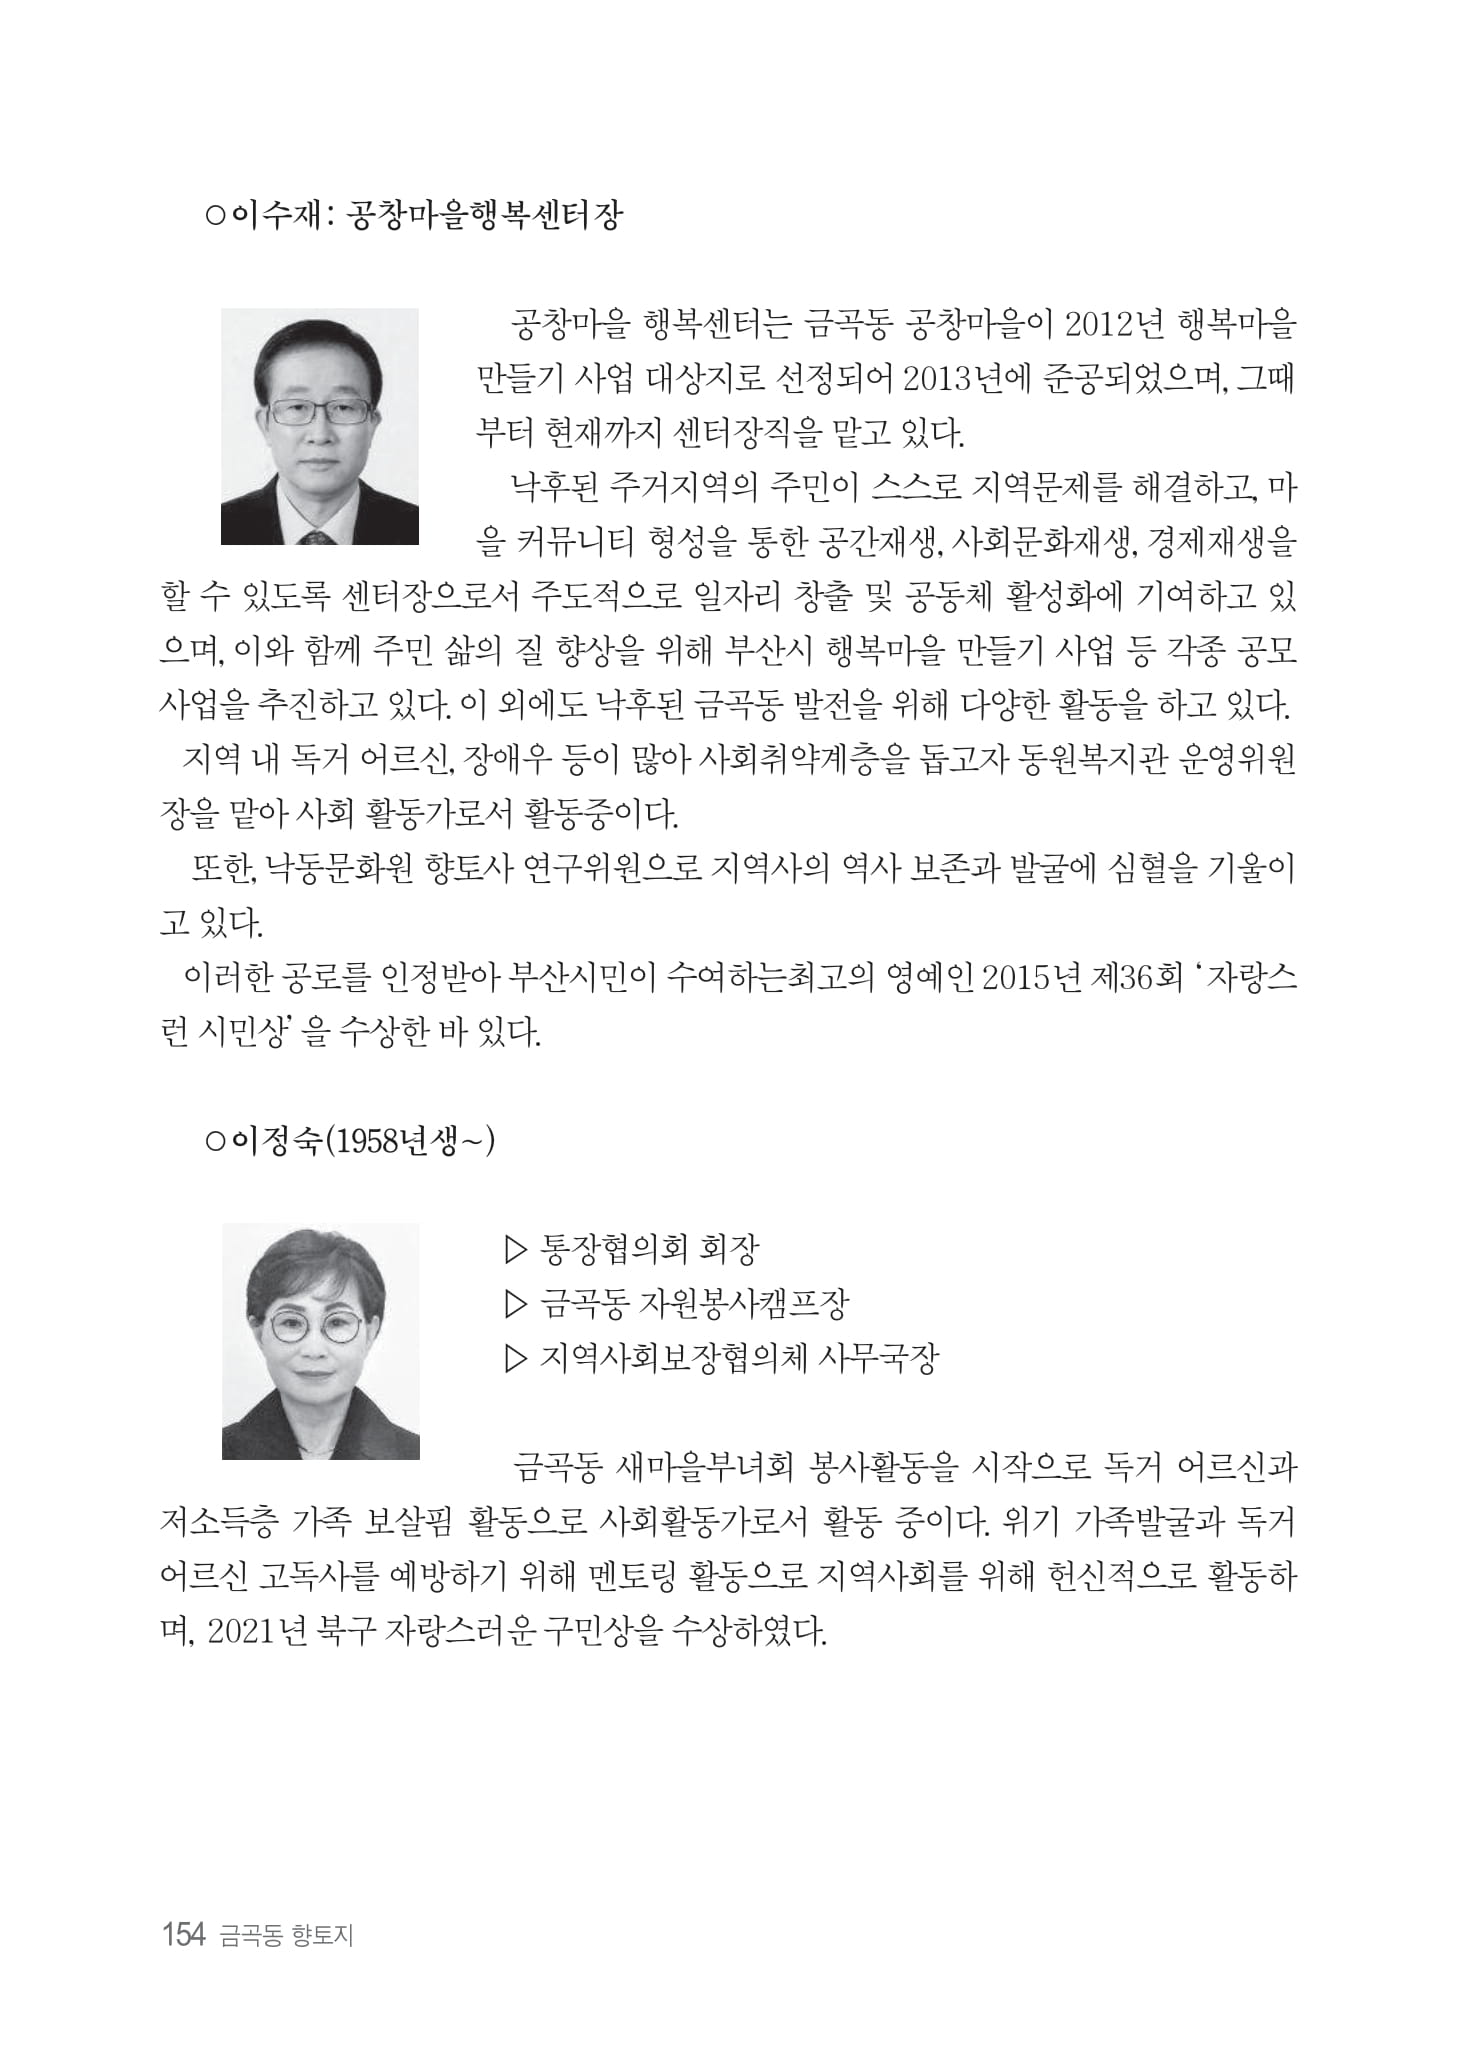 ○이수재: 공창마을행복센터장
공창마을 행복센터는 금곡동 공창마을이 2012년 행복마을
만들기 사업 대상지로 선정되어 2013년에 준공되었으며, 그때
부터 현재까지 센터장직을 맡고 있다.
낙후된 주거지역의 주민이 스스로 지역문제를 해결하고, 마
을 커뮤니티 형성을 통한 공간재생, 사회문화재생, 경제재생을
할 수 있도록 센터장으로서 주도적으로 일자리 창출 및 공동체 활성화에 기여하고 있
으며, 이와 함께 주민 삶의 질 향상을 위해 부산시 행복마을 만들기 사업 등 각종 공모
사업을 추진하고 있다. 이 외에도 낙후된 금곡동 발전을 위해 다양한 활동을 하고 있다.
지역 내 독거 어르신, 장애우 등이 많아 사회취약계층을 돕고자 동원복지관 운영위원
장을 맡아 사회 활동가로서 활동중이다.
또한, 낙동문화원 향토사 연구위원으로 지역사의 역사 보존과 발굴에 심혈을 기울이
고 있다.
이러한 공로를 인정받아 부산시민이 수여하는최고의 영예인 2015년 제36회 ‘자랑스
런 시민상’을 수상한 바 있다.
○이정숙(1958년생~)
▷ 통장협의회 회장
▷ 금곡동 자원봉사캠프장
▷ 지역사회보장협의체 사무국장
금곡동 새마을부녀회 봉사활동을 시작으로 독거 어르신과
저소득층 가족 보살핌 활동으로 사회활동가로서 활동 중이다. 위기 가족발굴과 독거
어르신 고독사를 예방하기 위해 멘토링 활동으로 지역사회를 위해 헌신적으로 활동하
며, 2021년 북구 자랑스러운 구민상을 수상하였다.
154 금곡동 향토지